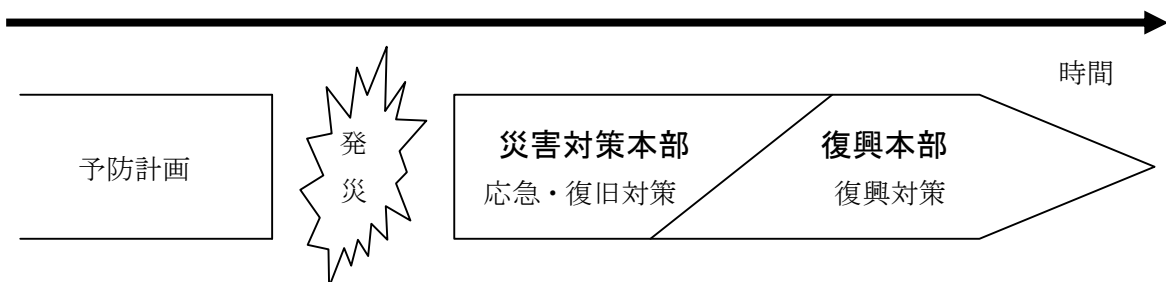 時間
予防計画
発
災
災害対策本部
応急・復旧対策
復興本部
復興対策